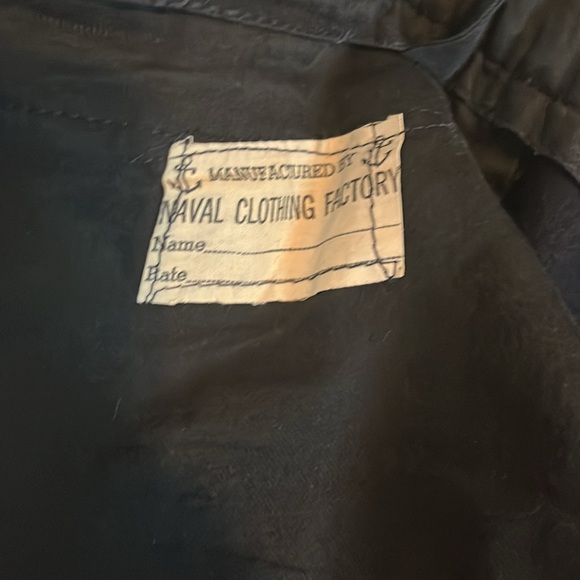 MANUFACTURED BY
NAVAL CLOTHING FACTORY
Name
Rate